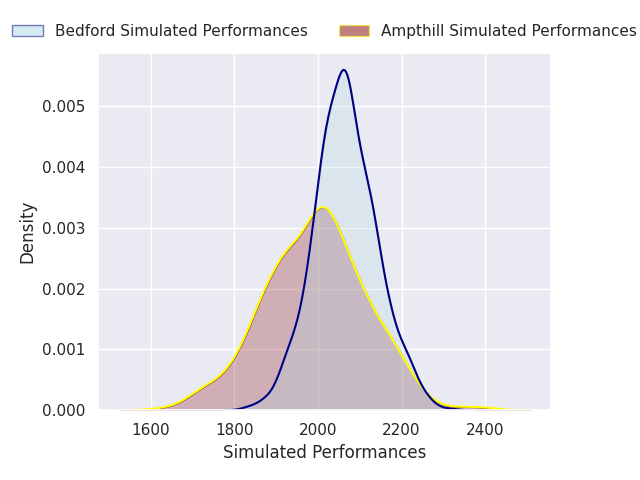 Bedford Simulated Performances Ampthill Simulated Performances
0.005
0.004
0.003
0.002
0.001
0.000
Density
1600 1800 2000 2200 2400
Simulated Performances